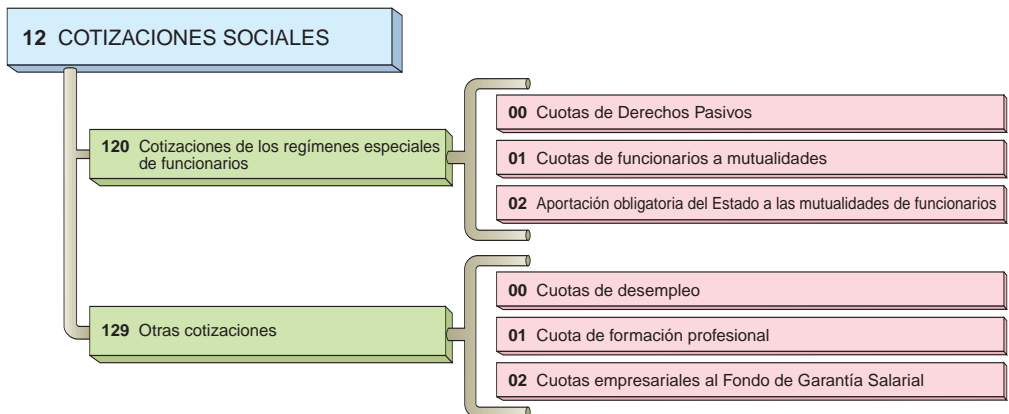 12 COTIZACIONES SOCIALES
120 Cotizaciones de los regímenes especiales
de funcionarios
00 Cuotas de Derechos Pasivos
01 Cuotas de funcionarios a mutualidades
02 Aportación obligatoria del Estado a las mutualidades de funcionarios
129 Otras cotizaciones
00 Cuotas de desempleo
01 Cuota de formación profesional
02 Cuotas empresariales al Fondo de Garantía Salarial